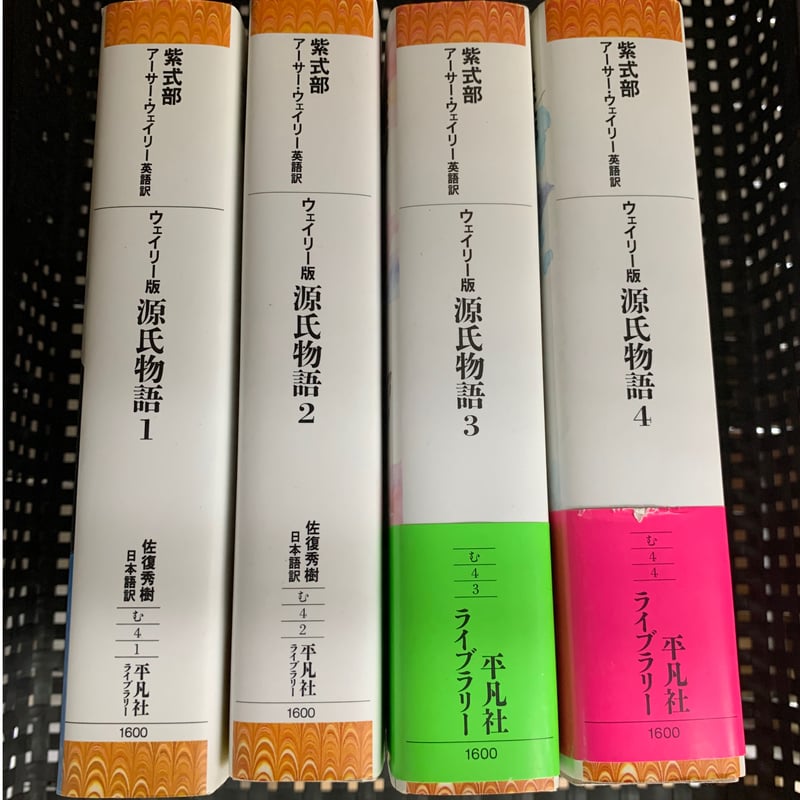 紫式部
アーサー・ウェイリー英語訳
ウェイリー版 源氏物語 1
佐復秀樹
日本語訳
む
4
1
平凡社
ライブラリー
1600
紫式部
アーサー・ウェイリー英語訳
ウェイリー版 源氏物語 2
佐復秀樹
日本語訳
む
4
2
平凡社
ライブラリー
1600
紫式部
アーサー・ウェイリー英語訳
ウェイリー版 源氏物語 3
む
4
3
平凡社
ライブラリー
1600
紫式部
アーサー・ウェイリー英語訳
ウェイリー版 源氏物語 4
む
4
4
平凡社
ライブラリー
1600